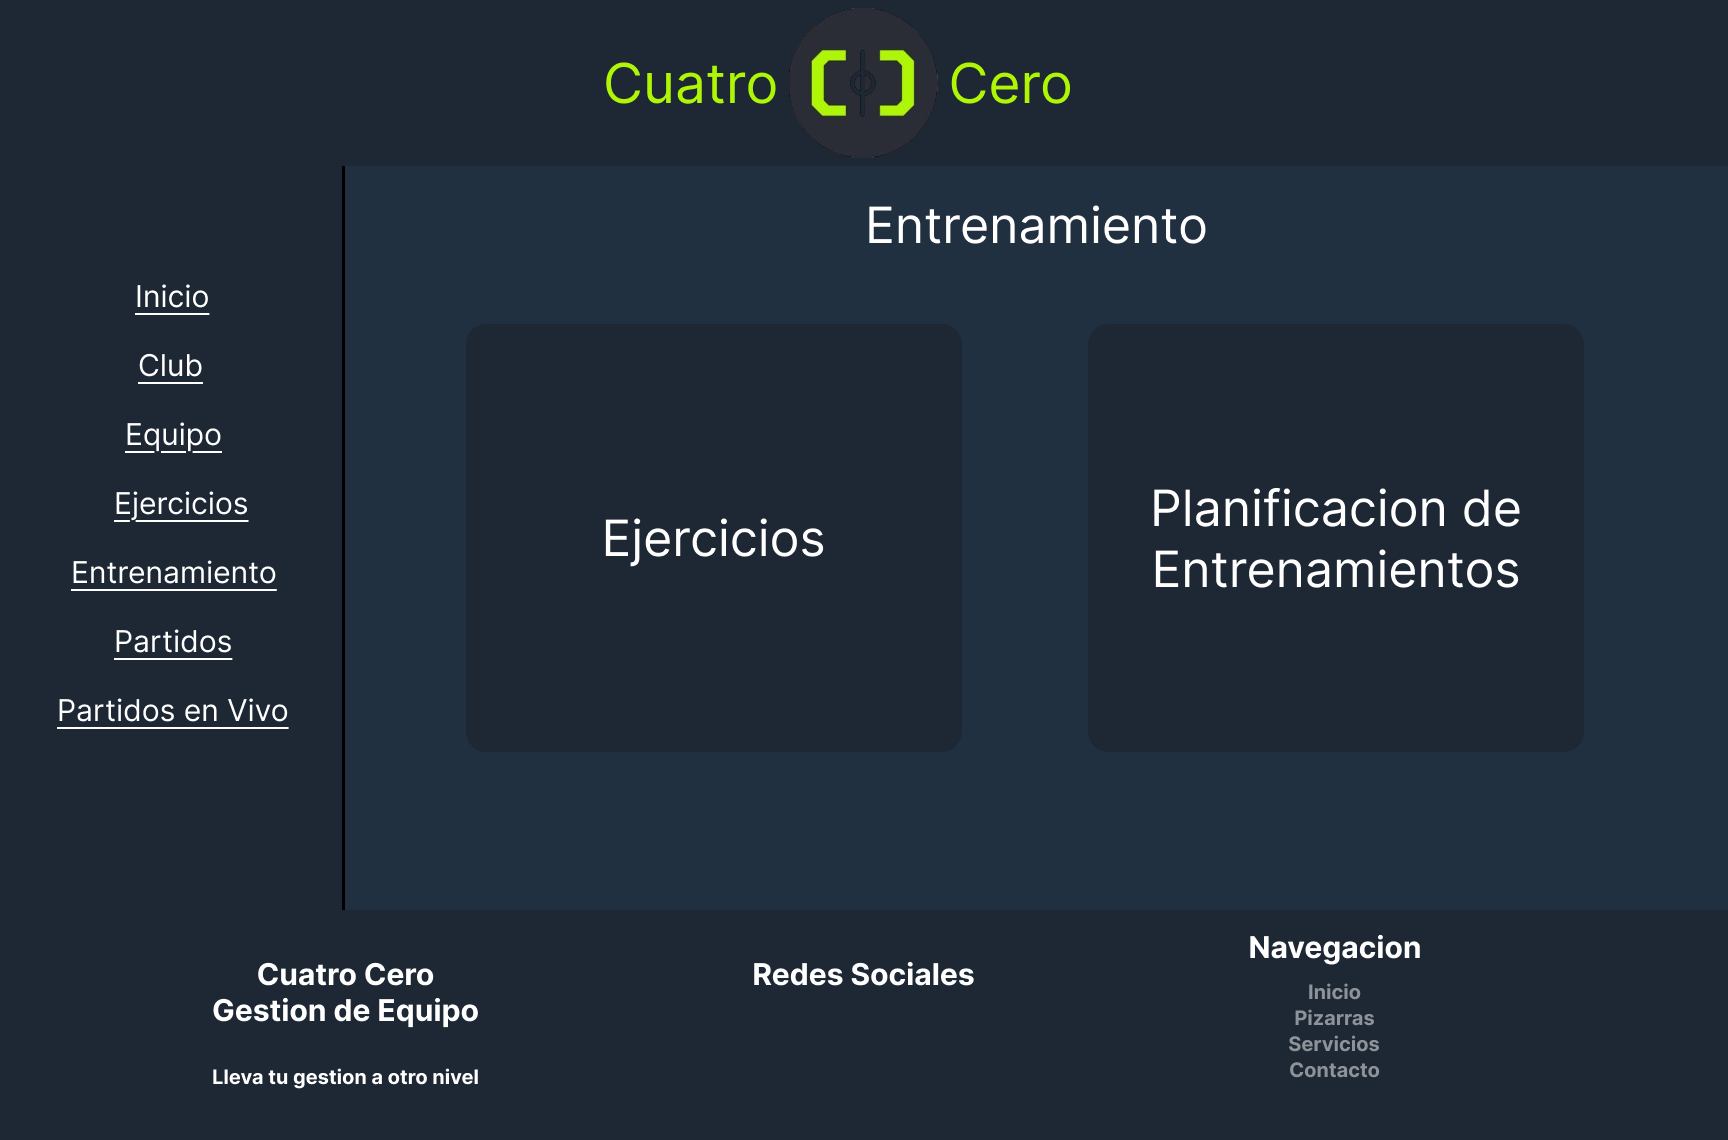 Cuatro Cero
Entrenamiento
Inicio
Club
Equipo
Ejercicios
Entrenamiento
Partidos
Partidos en Vivo
Ejercicios
Planificacion de
Entrenamientos
Cuatro Cero
Gestion de Equipo
Lleva tu gestion a otro nivel
Redes Sociales
Navegacion
Inicio
Pizarras
Servicios
Contacto